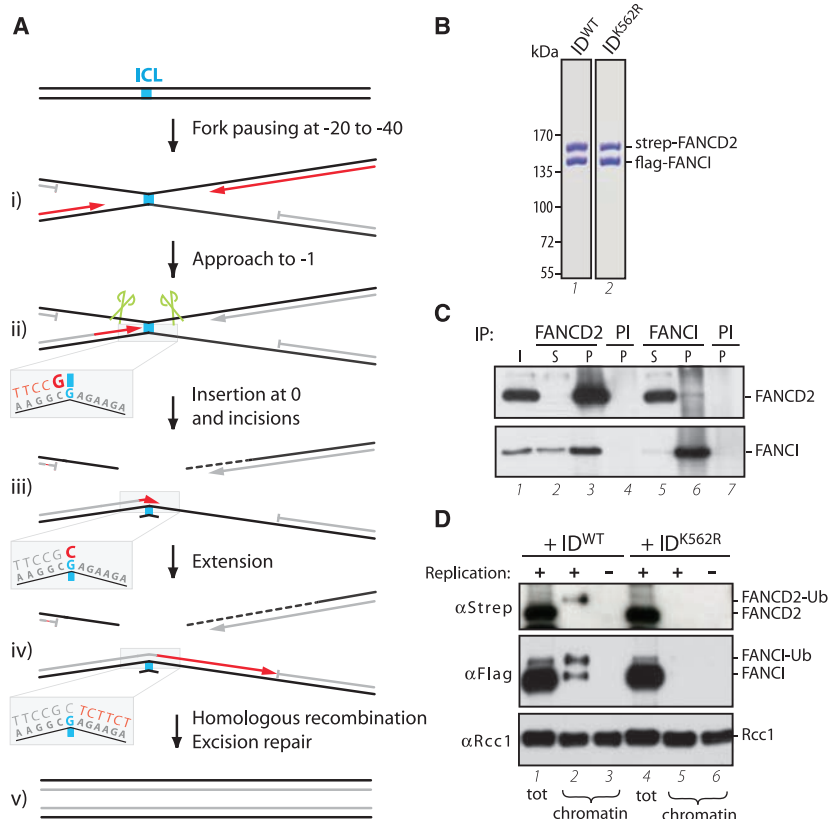 A
ICL
Fork pausing at -20 to -40
i)
Approach to -1
ii)
TTCCG
AAGGCGAGAAGA
Insertion at 0
and incisions
iii)
TTCCGC
AAGGCGAGAAGA
Extension
iv)
TTCCGC TCTTCT
AAGGCGAGAAGA
Homologous recombination
Excision repair
v)
B
kDa
ID^WT ID^K562R
170
135
100
72
55
strep-FANCD2
flag-FANCI
1 2
C
IP: FANCD2 PI FANCI PI
I S P P S P P
FANCD2
FANCI
1 2 3 4 5 6 7
D
+ ID^WT + ID^K562R
Replication: + + - + + -
αStrep FANCD2-Ub
FANCD2
αFlag FANCI-Ub
FANCI
αRcc1 Rcc1
1 2 3 4 5 6
tot chromatin tot chromatin